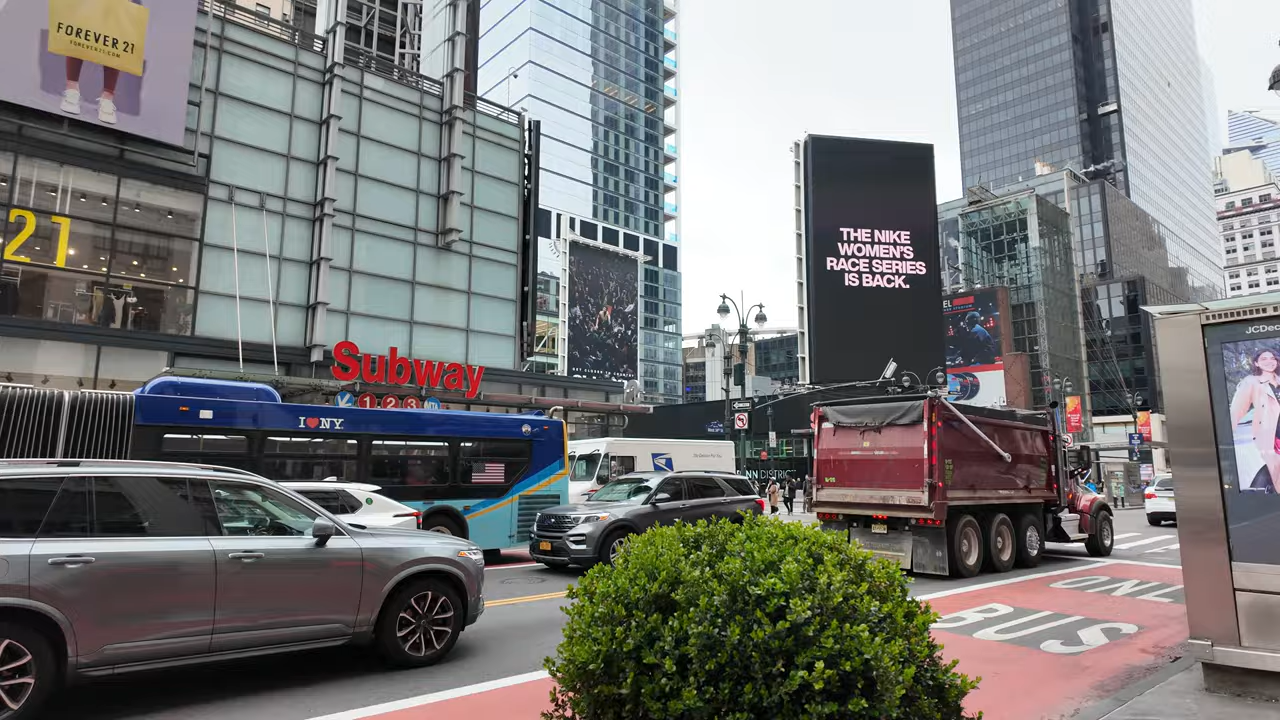 FOREVER 21
FOREVER21.COM
21
Subway
1 2 3
I ❤ NY.
THE NIKE
WOMEN'S
RACE SERIES
IS BACK.
ONLY
BUS
JCDec